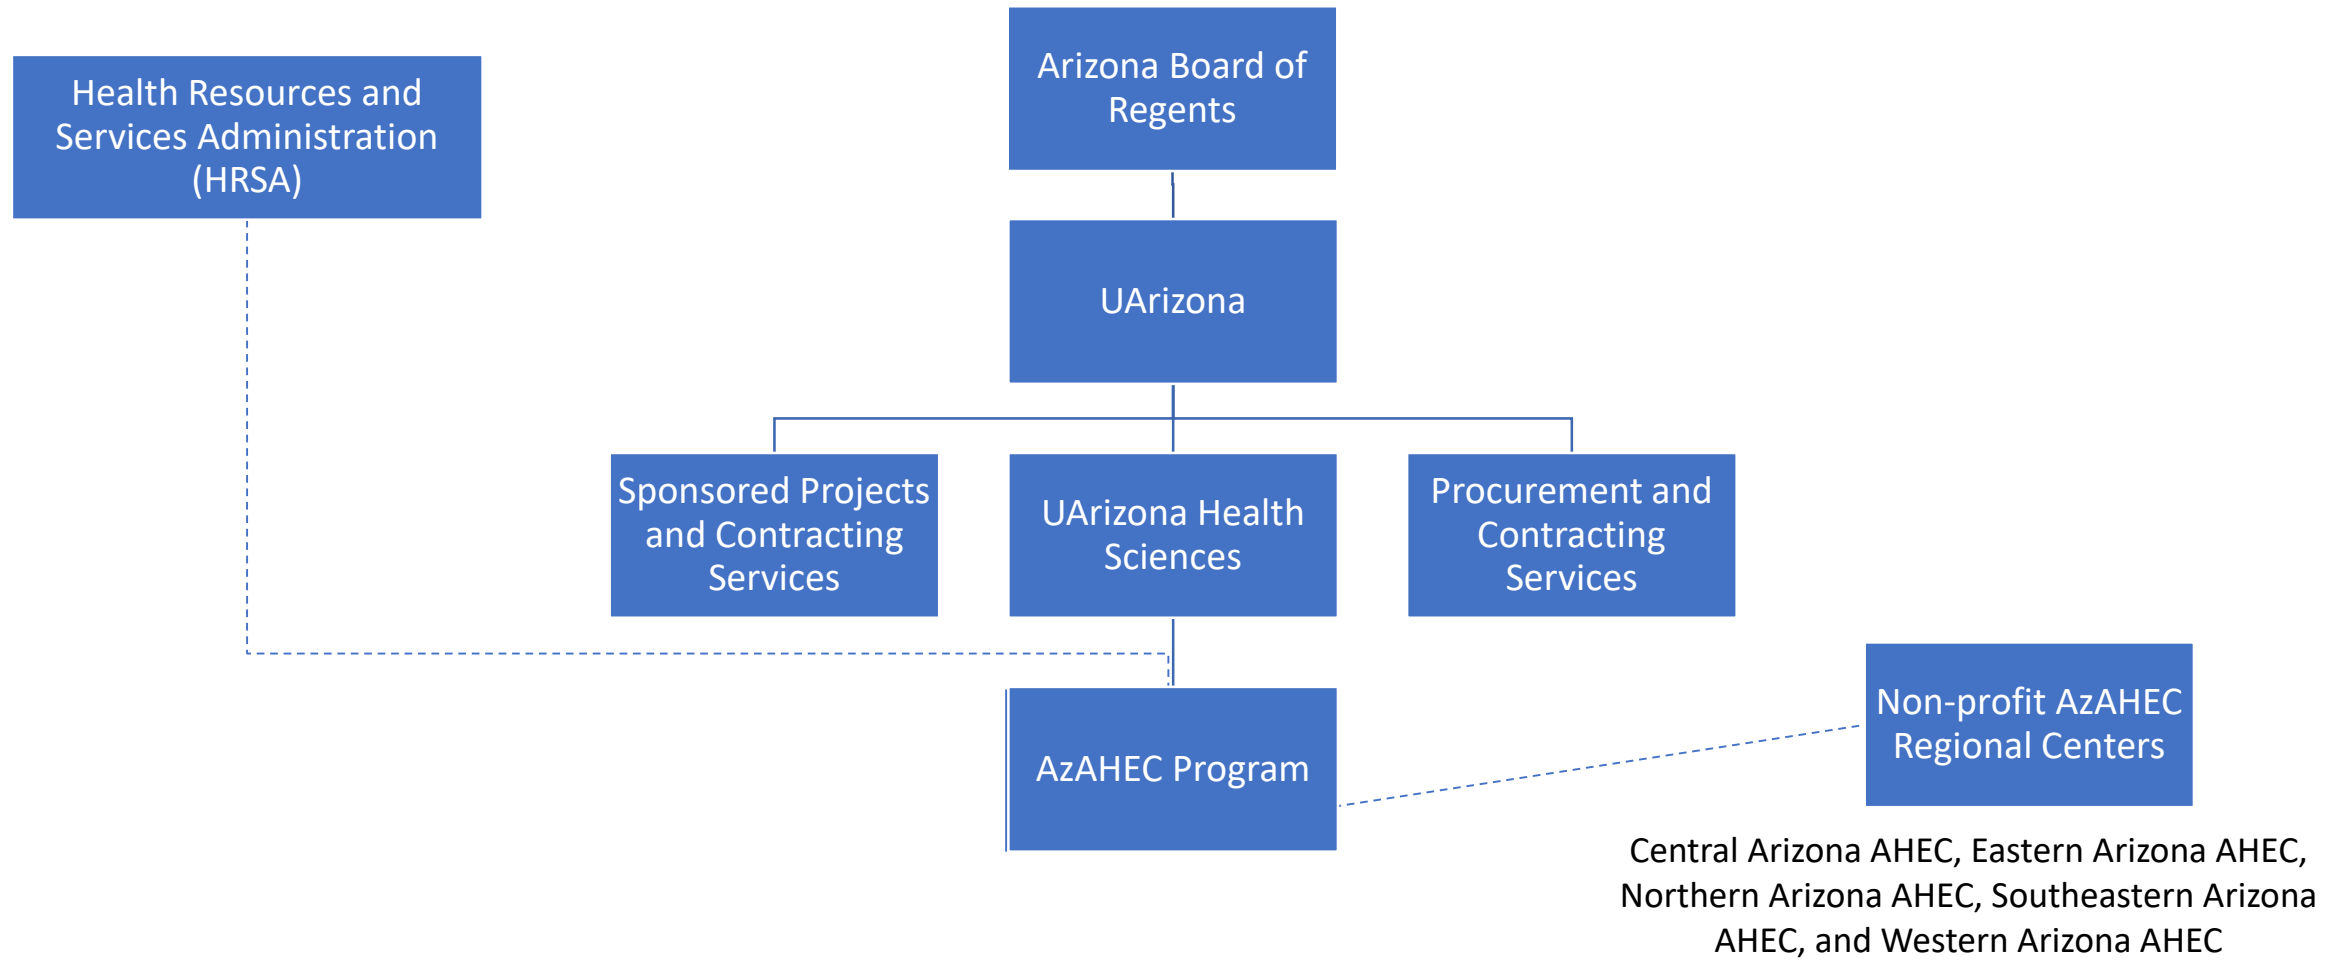 Health Resources and
Services Administration
(HRSA)
Arizona Board of
Regents
UArizona
Sponsored Projects
and Contracting
Services
UArizona Health
Sciences
Procurement and
Contracting
Services
AzAHEC Program
Non-profit AzAHEC
Regional Centers
Central Arizona AHEC, Eastern Arizona AHEC,
Northern Arizona AHEC, Southeastern Arizona
AHEC, and Western Arizona AHEC